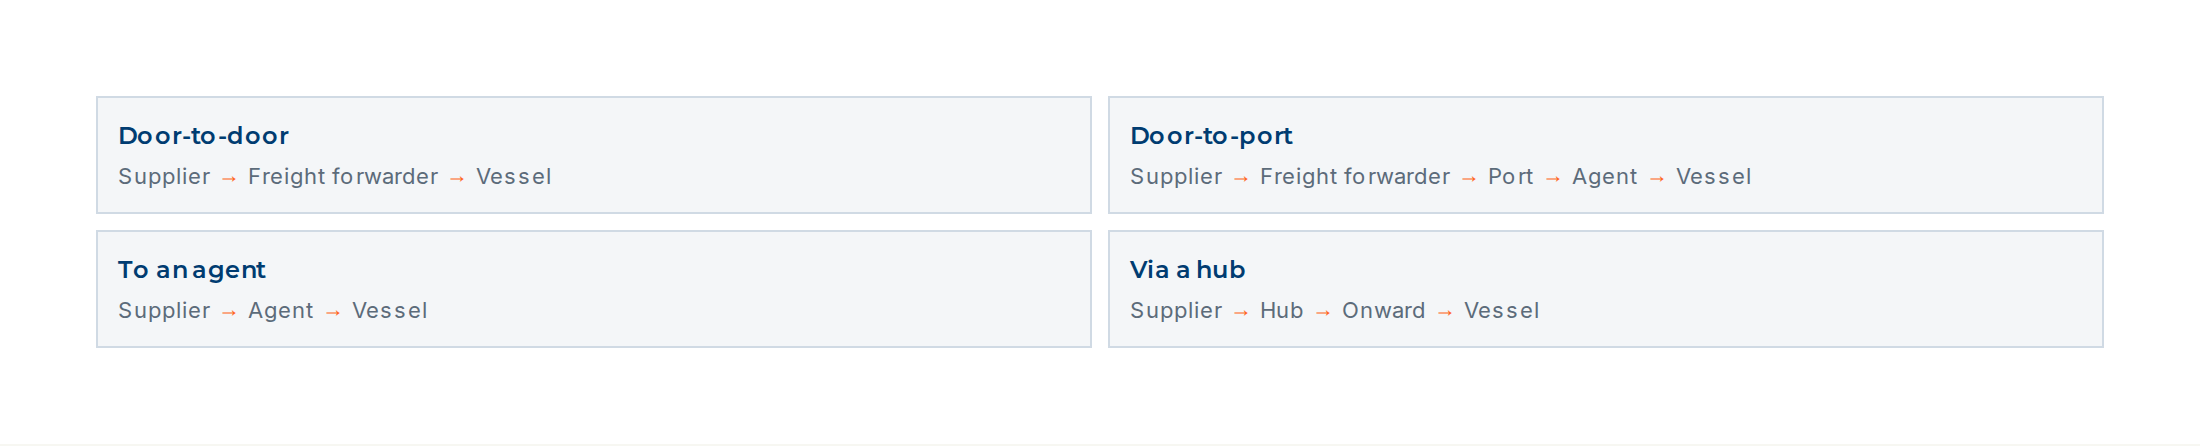 Door-to-door
Supplier → Freight forwarder → Vessel
Door-to-port
Supplier → Freight forwarder → Port → Agent → Vessel
To an agent
Supplier → Agent → Vessel
Via a hub
Supplier → Hub → Onward → Vessel